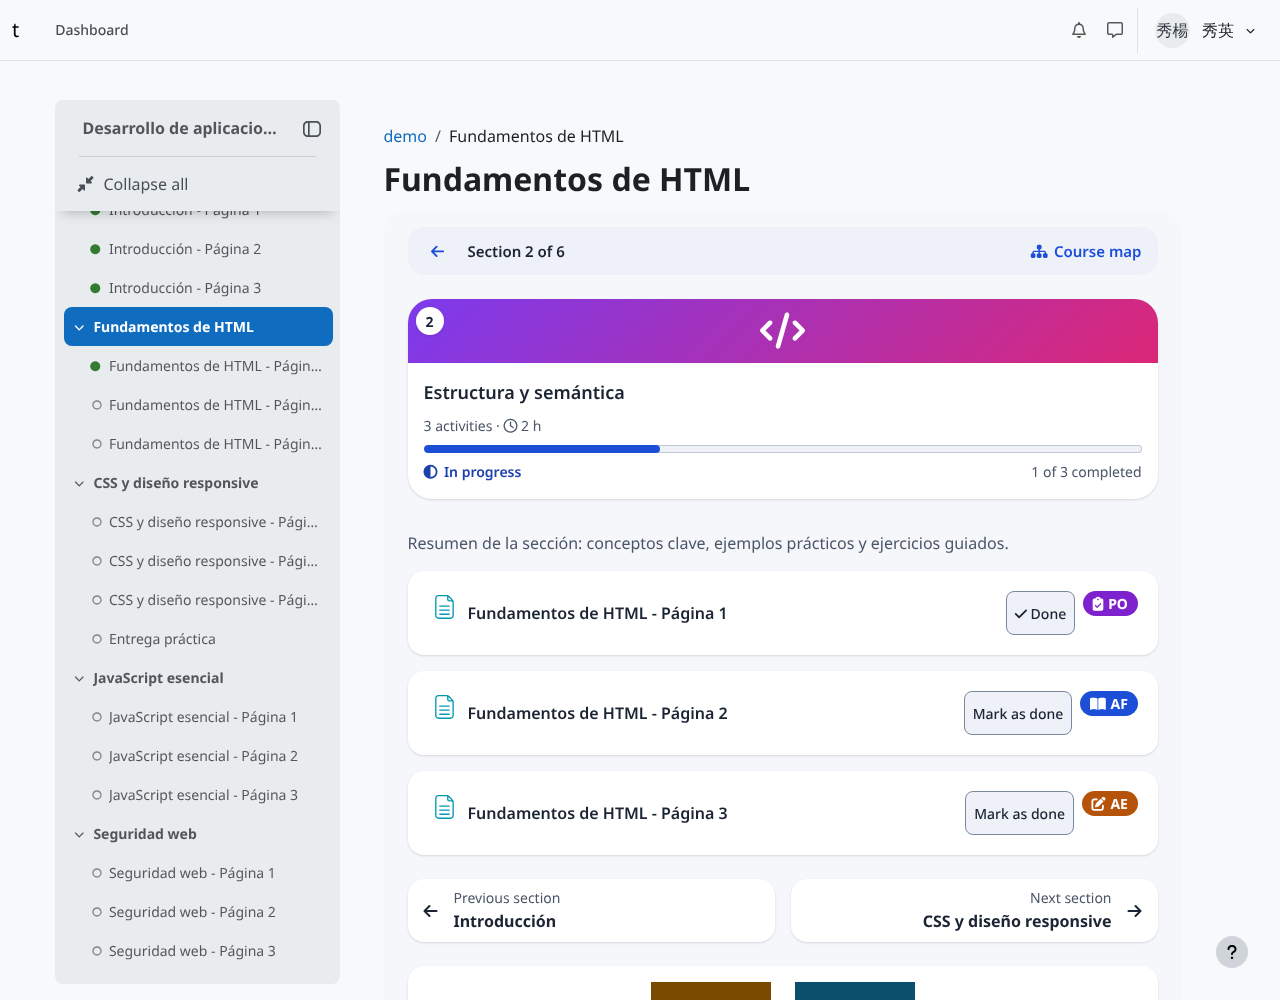 t
Dashboard
秀楊
秀英
Desarrollo de aplicacio...
Collapse all
Introducción - Página 1
Introducción - Página 2
Introducción - Página 3
Fundamentos de HTML
Fundamentos de HTML - Págin...
Fundamentos de HTML - Págin...
Fundamentos de HTML - Págin...
CSS y diseño responsive
CSS y diseño responsive - Pági...
CSS y diseño responsive - Pági...
CSS y diseño responsive - Pági...
Entrega práctica
JavaScript esencial
JavaScript esencial - Página 1
JavaScript esencial - Página 2
JavaScript esencial - Página 3
Seguridad web
Seguridad web - Página 1
Seguridad web - Página 2
Seguridad web - Página 3
demo / Fundamentos de HTML
Fundamentos de HTML
Section 2 of 6
Course map
2
Estructura y semántica
3 activities · 2 h
In progress
1 of 3 completed
Resumen de la sección: conceptos clave, ejemplos prácticos y ejercicios guiados.
Fundamentos de HTML - Página 1
Done
PO
Fundamentos de HTML - Página 2
Mark as done
AF
Fundamentos de HTML - Página 3
Mark as done
AE
Previous section
Introducción
Next section
CSS y diseño responsive
?